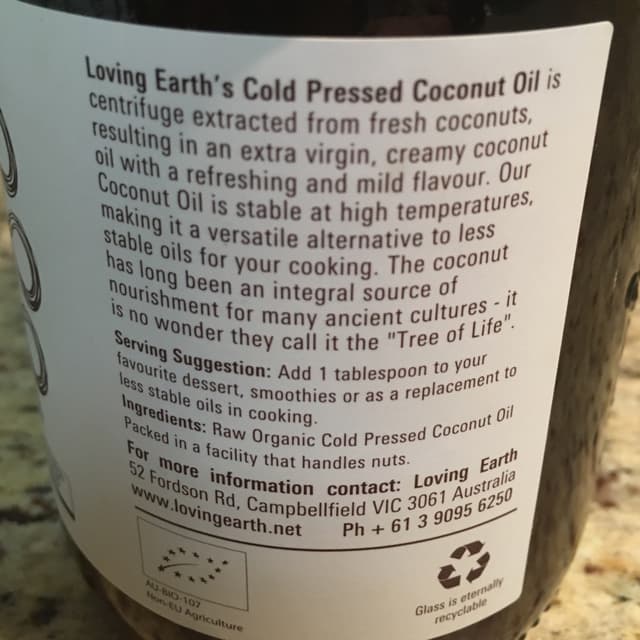 Loving Earth's Cold Pressed Coconut Oil is
centrifuge extracted from fresh coconuts,
resulting in an extra virgin, creamy coconut
oil with a refreshing and mild flavour. Our
Coconut Oil is stable at high temperatures,
making it a versatile alternative to less
stable oils for your cooking. The coconut
has long been an integral source of
nourishment for many ancient cultures - it
is no wonder they call it the "Tree of Life".
Serving Suggestion: Add 1 tablespoon to your
favourite dessert, smoothies or as a replacement to
less stable oils in cooking.
Ingredients: Raw Organic Cold Pressed Coconut Oil
Packed in a facility that handles nuts.
For more information contact: Loving Earth
52 Fordson Rd, Campbellfield VIC 3061 Australia
www.lovingearth.net Ph + 61 3 9095 6250
AU-BIO-107
Non-EU Agriculture
Glass is eternally
recyclable